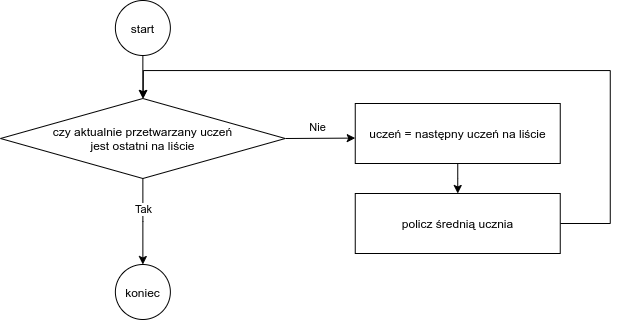 start
czy aktualnie przetwarzany uczeń
jest ostatni na liście
Nie
uczeń = następny uczeń na liście
policz średnią ucznia
Tak
koniec